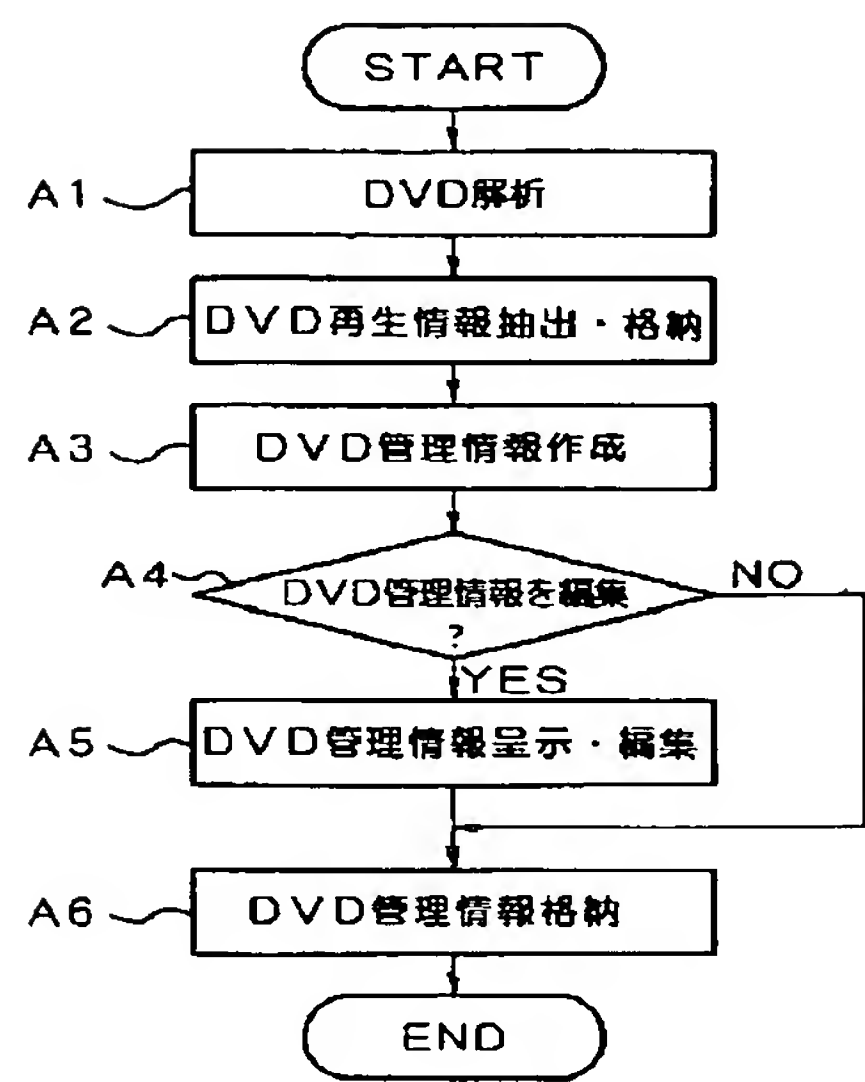 START
A1 DVD解析
A2 DVD再生情報抽出・格納
A3 DVD管理情報作成
A4 DVD管理情報を編集 NO
?
YES
A5 DVD管理情報呈示・編集
A6 DVD管理情報格納
END